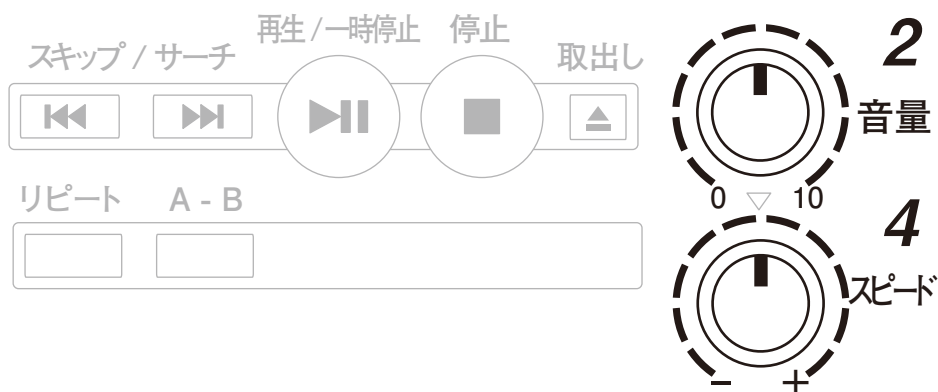 スキップ / サーチ
再生 / 一時停止
停止
取出し
2
音量
0 10
リピート
A - B
4
スピード
- +